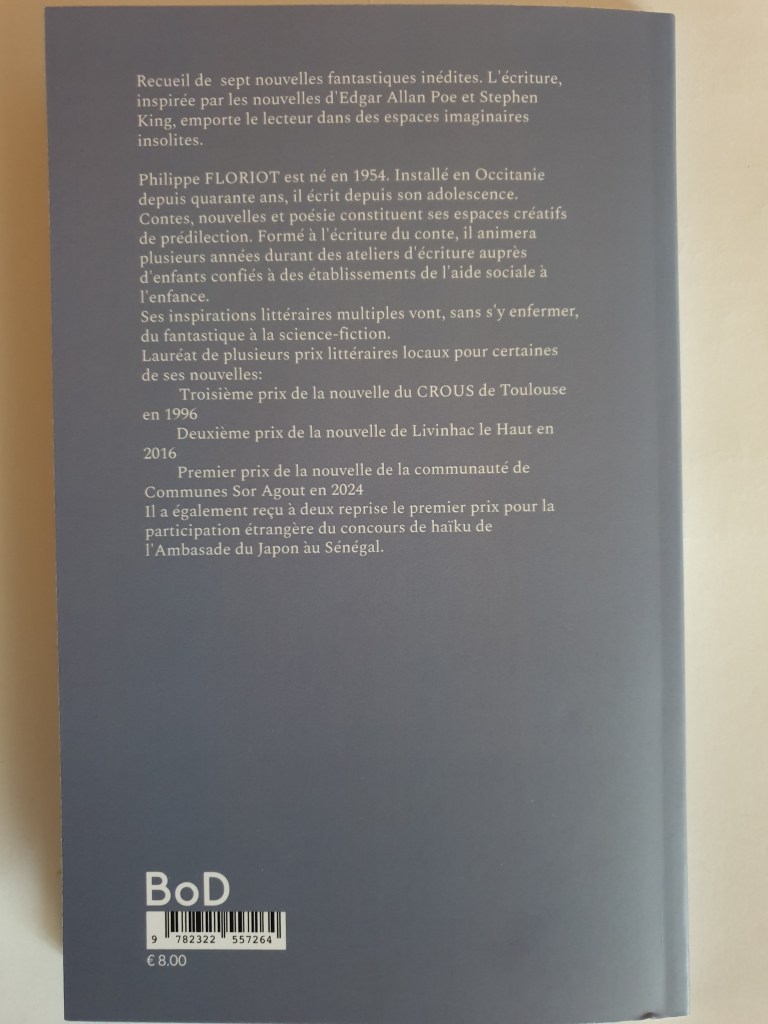 Recueil de  sept nouvelles fantastiques inédites. L'écriture,
inspirée par les nouvelles d'Edgar Allan Poe et Stephen
King, emporte le lecteur dans des espaces imaginaires
insolites.
Philippe FLORIOT est né en 1954. Installé en Occitanie
depuis quarante ans, il écrit depuis son adolescence.
Contes, nouvelles et poésie constituent ses espaces créatifs
de prédilection. Formé à l'écriture du conte, il animera
plusieurs années durant des ateliers d'écriture auprès
d'enfants confiés à des établissements de l'aide sociale à
l'enfance.
Ses inspirations littéraires multiples vont, sans s'y enfermer,
du fantastique à la science-fiction.
Lauréat de plusieurs prix littéraires locaux pour certaines
de ses nouvelles:
Troisième prix de la nouvelle du CROUS de Toulouse
en 1996
Deuxième prix de la nouvelle de Livinhac le Haut en
2016
Premier prix de la nouvelle de la communauté de
Communes Sor Agout en 2024
Il a également reçu à deux reprise le premier prix pour la
participation étrangère du concours de haïku de
l'Ambasade du Japon au Sénégal.
BoD
9 782322 557264
€ 8.00